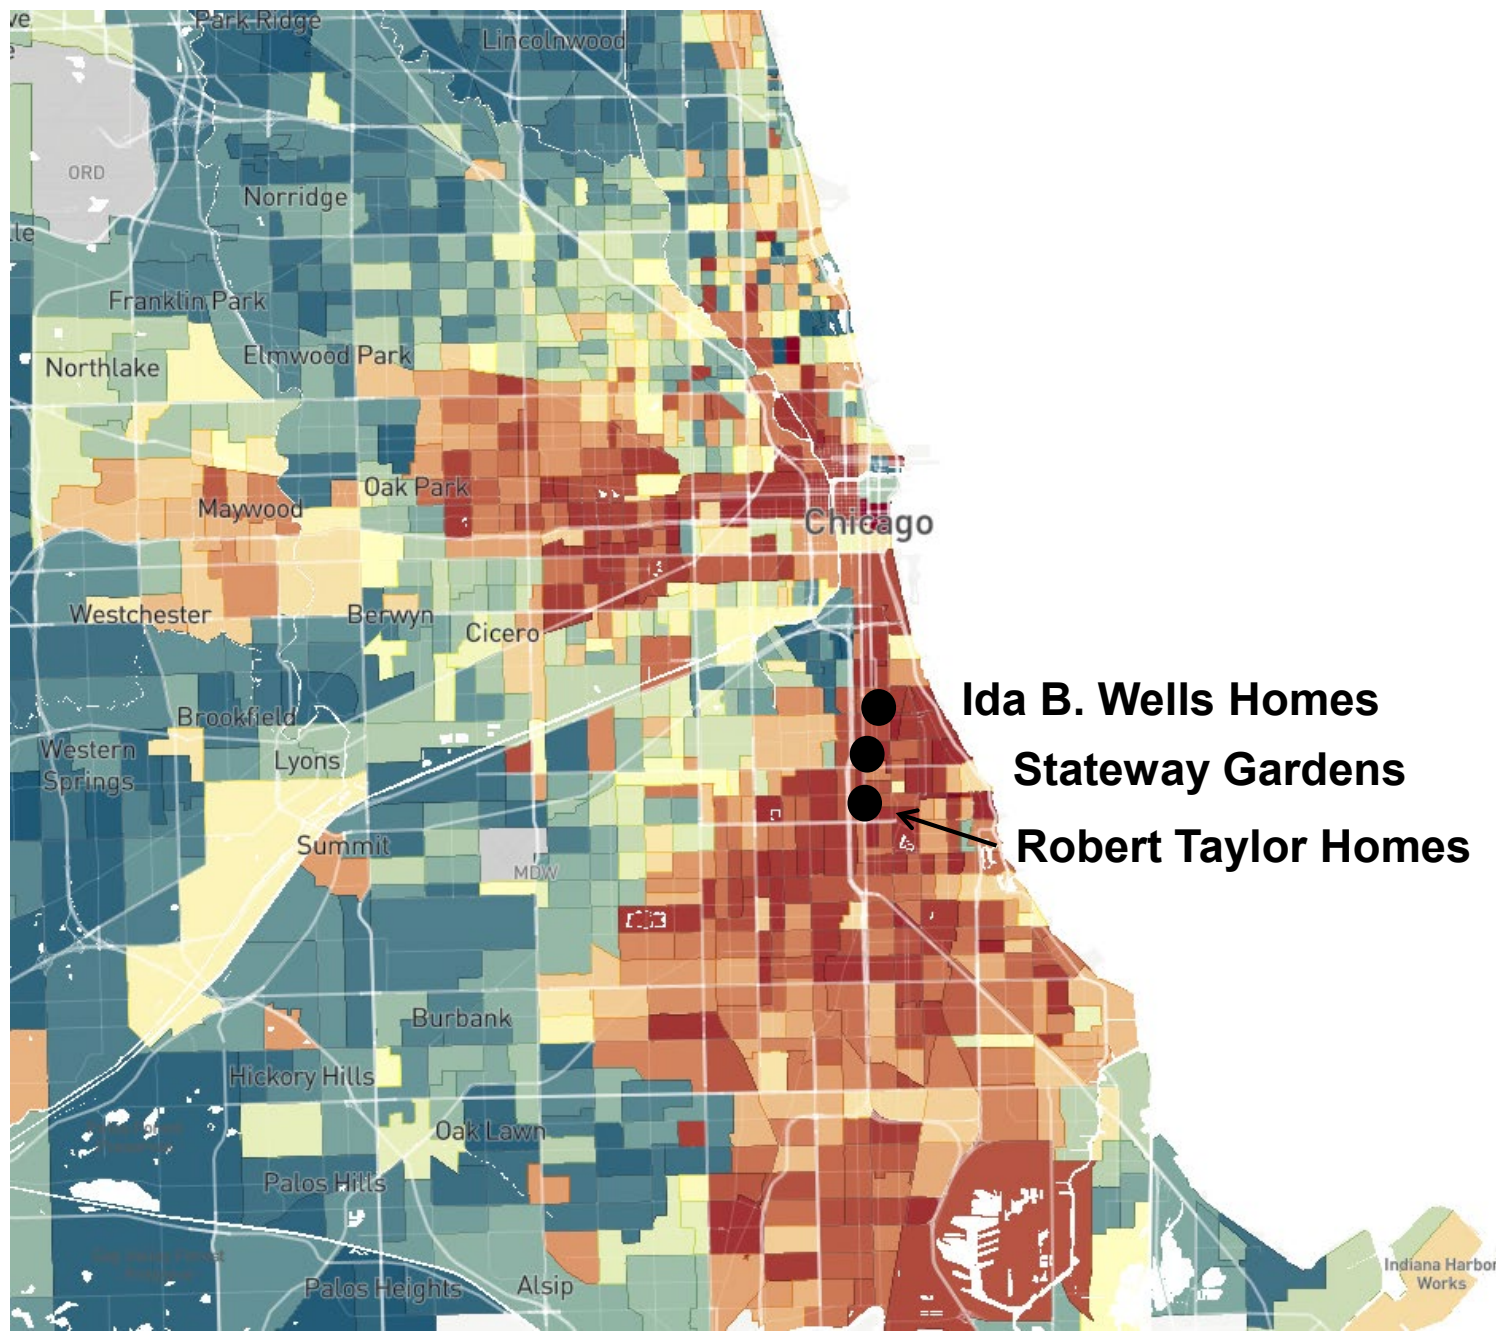 ve
Park Ridge
Lincolnwood
e
ORD
Norridge
lle
Franklin Park
Elmwood Park
Northlake
Oak Park
Maywood
Chicago
Westchester
Berwyn
Cicero
Ida B. Wells Homes
Brookfield
Western
Springs
Lyons
Stateway Gardens
Summit
Robert Taylor Homes
MDW
Burbank
Hickory Hills
Oak Lawn
Palos Hills
Palos Heights
Alsip
Indiana Harbor
Works